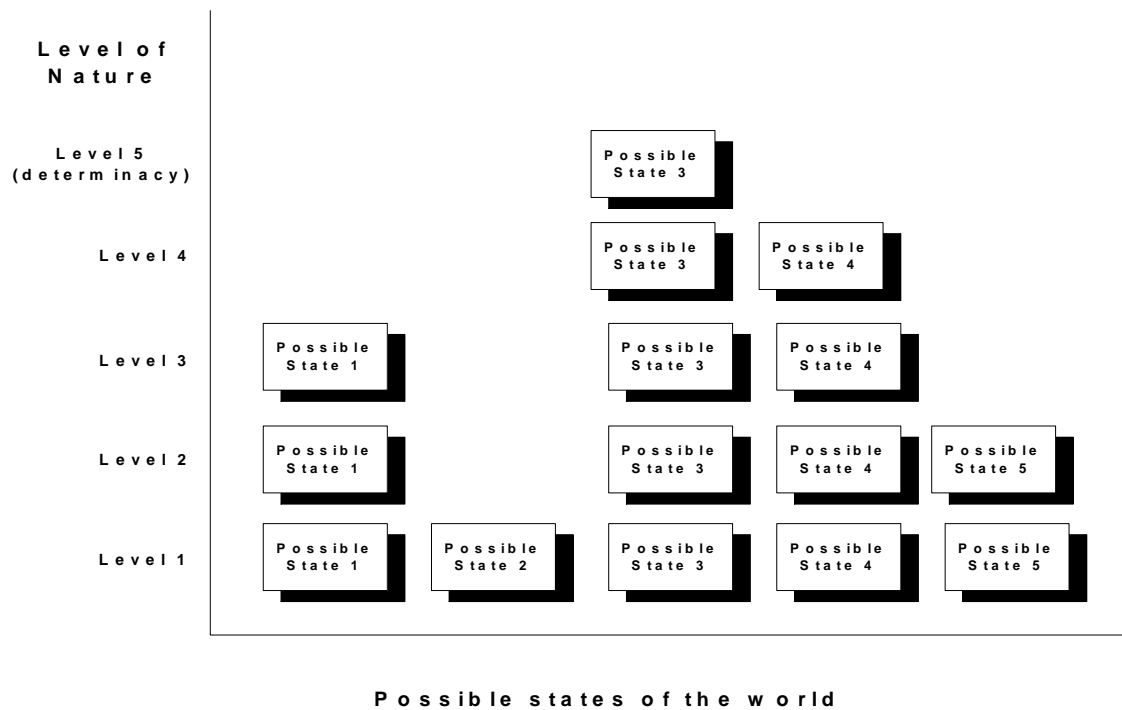 Level of
Nature
Level 5
(determinacy)
Possible
State 3
Level 4
Possible
State 3
Possible
State 4
Level 3
Possible
State 1
Possible
State 3
Possible
State 4
Level 2
Possible
State 1
Possible
State 3
Possible
State 4
Possible
State 5
Level 1
Possible
State 1
Possible
State 2
Possible
State 3
Possible
State 4
Possible
State 5
Possible states of the world